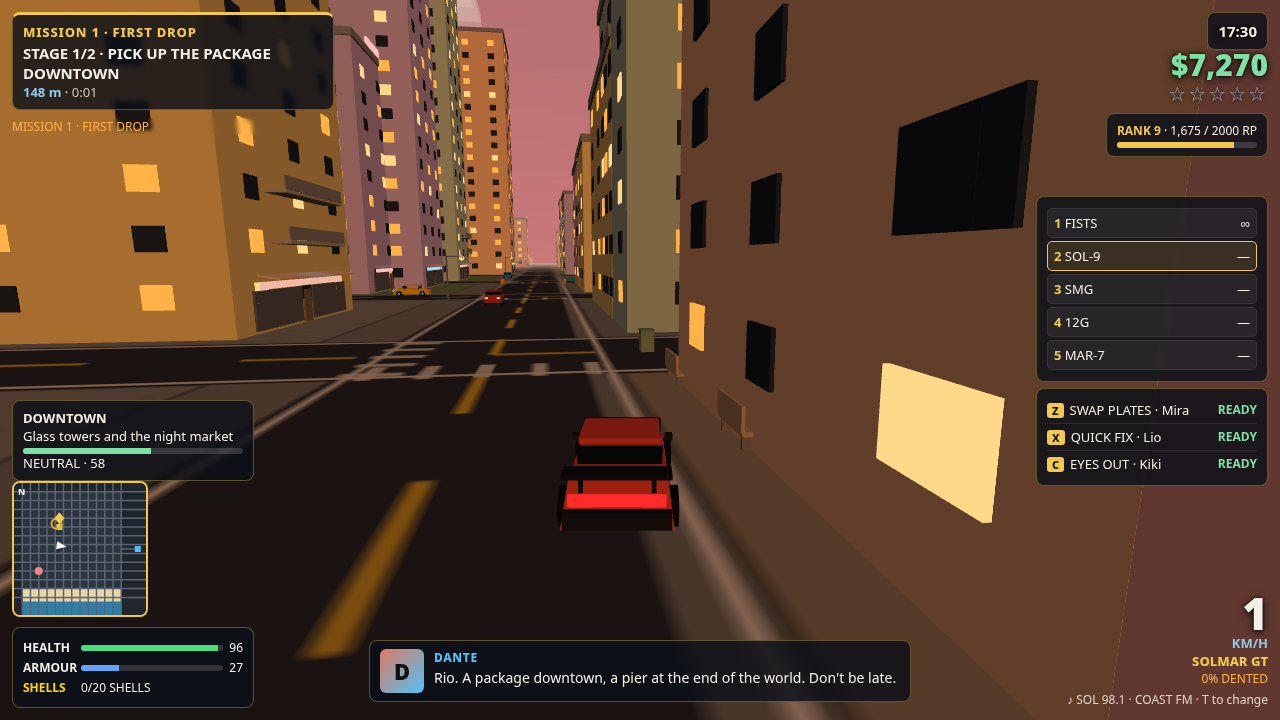 MISSION 1 · FIRST DROP
STAGE 1/2 · PICK UP THE PACKAGE
DOWNTOWN
148 m · 0:01
MISSION 1 · FIRST DROP
17:30
$7,270
☆☆☆☆☆
RANK 9 · 1,675 / 2000 RP
1 FISTS ∞
2 SOL-9 —
3 SMG —
4 12G —
5 MAR-7 —
Z SWAP PLATES · Mira READY
X QUICK FIX · Lio READY
C EYES OUT · Kiki READY
DOWNTOWN
Glass towers and the night market
NEUTRAL · 58
N
HEALTH 96
ARMOUR 27
SHELLS 0/20 SHELLS
D
DANTE
Rio. A package downtown, a pier at the end of the world. Don't be late.
1
KM/H
SOLMAR GT
0% DENTED
♪ SOL 98.1 · COAST FM · T to change